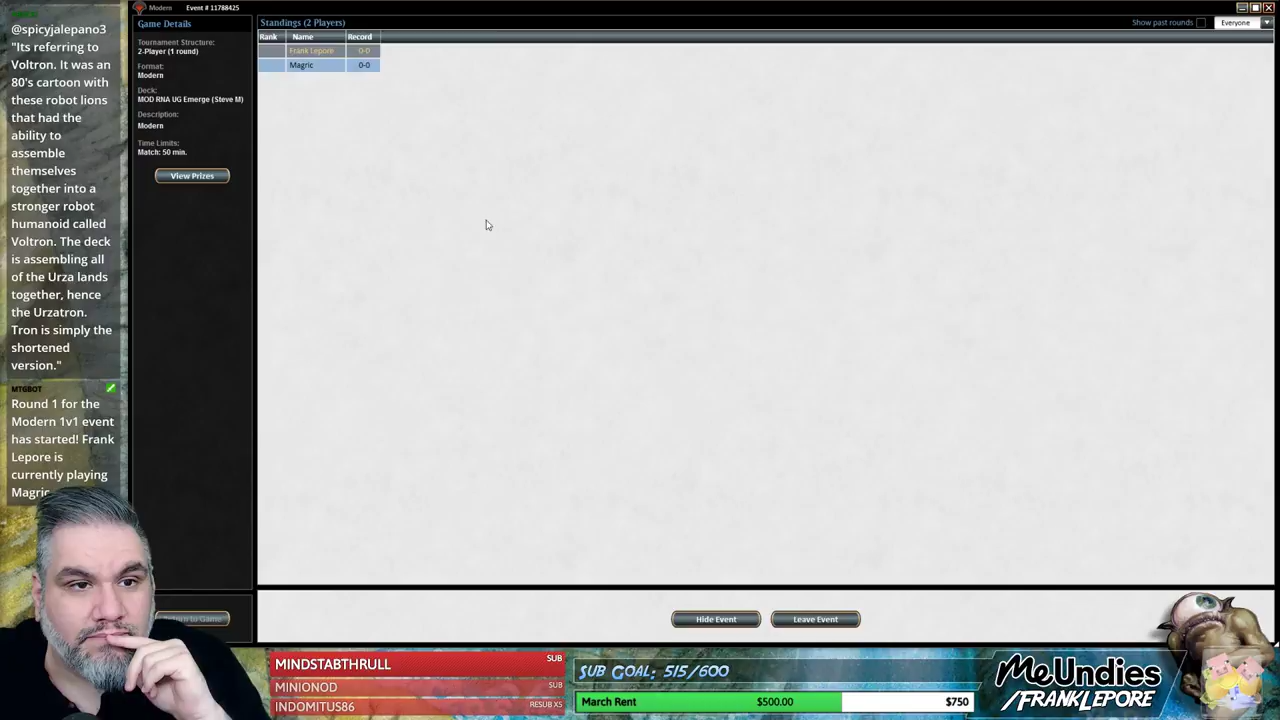 @spicyjalepano3
"Its referring to
Voltron. It was an
80's cartoon with
these robot lions
that had the
ability to
assemble
themselves
together into a
stronger robot
humanoid called
Voltron. The deck
is assembling all
of the Urza lands
together, hence
the Urzatron.
Tron is simply the
shortened
version."
MTGBOT
Round 1 for the
Modern 1v1 event
has started! Frank
Lepore is
currently playing
Magric
Modern Event # 11788425
Game Details
Tournament Structure:
2-Player (1 round)
Format:
Modern
Deck:
MOD RNA UG Emerge (Steve M)
Description:
Modern
Time Limits:
Match: 50 min.
View Prizes
Return to Game
Standings (2 Players)
Show past rounds
Everyone
Rank Name Record
Frank Lepore 0-0
Magric 0-0
Hide Event
Leave Event
MINDSTABTHRULL SUB
MINIONOD SUB
INDOMITUS86 RESUB X5
SUB GOAL: 515/600
March Rent $500.00 $750
MeUndies
/FRANKLEPORE